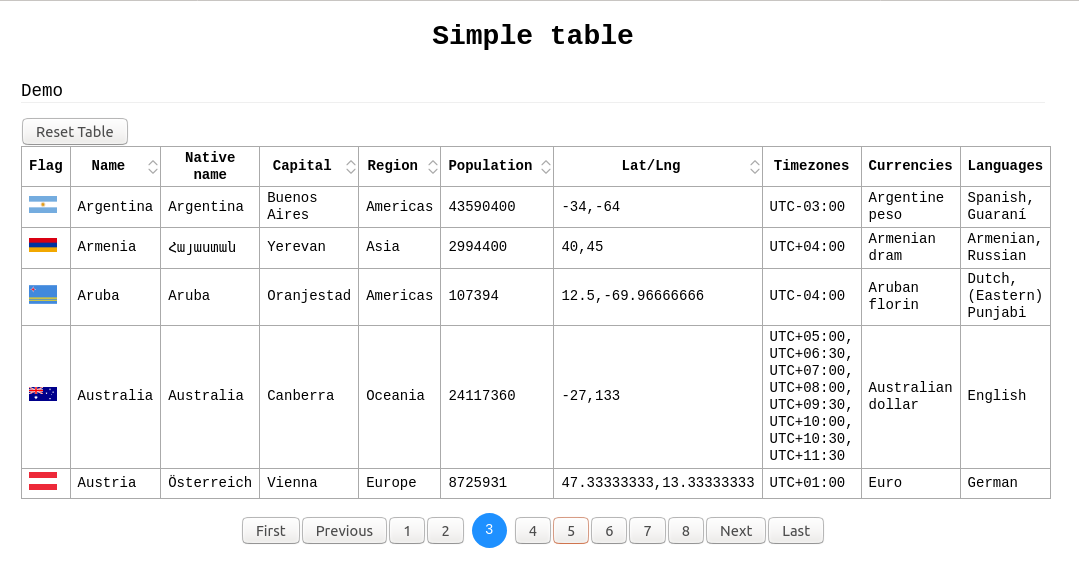 Simple table
Demo
Reset Table
Flag Name Native name Capital Region Population Lat/Lng Timezones Currencies Languages
Argentina Argentina Buenos Aires Americas 43590400 -34,-64 UTC-03:00 Argentine peso Spanish, Guaraní
Armenia Հայաստան Yerevan Asia 2994400 40,45 UTC+04:00 Armenian dram Armenian, Russian
Aruba Aruba Oranjestad Americas 107394 12.5,-69.96666666 UTC-04:00 Aruban florin Dutch, (Eastern) Punjabi
Australia Australia Canberra Oceania 24117360 -27,133 UTC+05:00, UTC+06:30, UTC+07:00, UTC+08:00, UTC+09:30, UTC+10:00, UTC+10:30, UTC+11:30 Australian dollar English
Austria Österreich Vienna Europe 8725931 47.33333333,13.33333333 UTC+01:00 Euro German
First Previous 1 2 3 4 5 6 7 8 Next Last